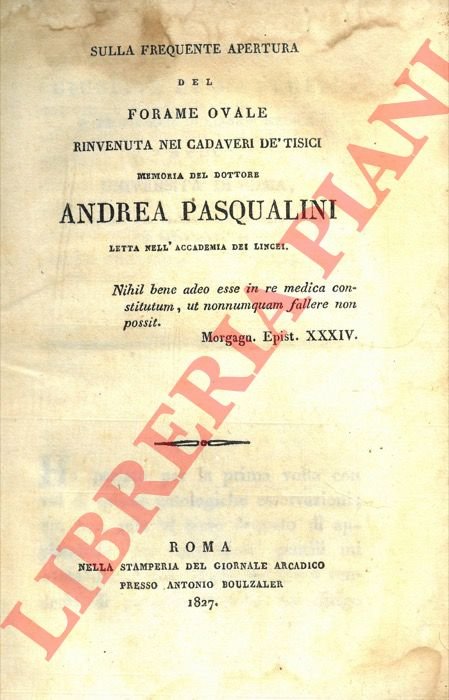 SULLA FREQUENTE APERTURA
DEL
FORAME OVALE
RINVENUTA NEI CADAVERI DE' TISICI
MEMORIA DEL DOTTORE
ANDREA PASQUALINI
LETTA NELL' ACCADEMIA DEI LINCEI.
Nihil bene adeo esse in re medica con-
stitutum, ut nonnumquam fallere non
possit.
Morgagn. Epist. XXXIV.
ROMA
NELLA STAMPERIA DEL GIORNALE ARCADICO
PRESSO ANTONIO BOULZALER
1827.
LIBRERIA PIANI